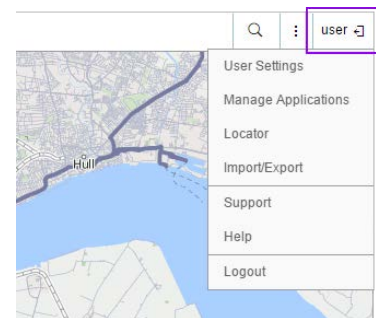 user
User Settings
Manage Applications
Locator
Hull
Import/Export
Support
Help
Logout